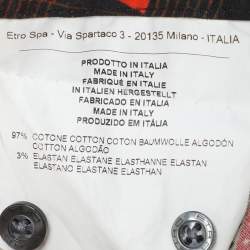 Etro Spa - Via Spartaco 3 - 20135 Milano - ITALIA
PRODOTTO IN ITALIA
MADE IN ITALY
FABRIQUÉ EN ITALIE
IN ITALIEN HERGESTELLT
FABRICADO EN ITALIA
MADE IN ITALY
PRODUZIDO EM ITÁLIA
97% COTONE COTTON COTON BAUMWOLLE ALGODÓN
COTTON ALGODÃO
3% ELASTAN ELASTANE ELASTHANNE ELASTAN
ELASTANO ELASTANE ELASTHAN